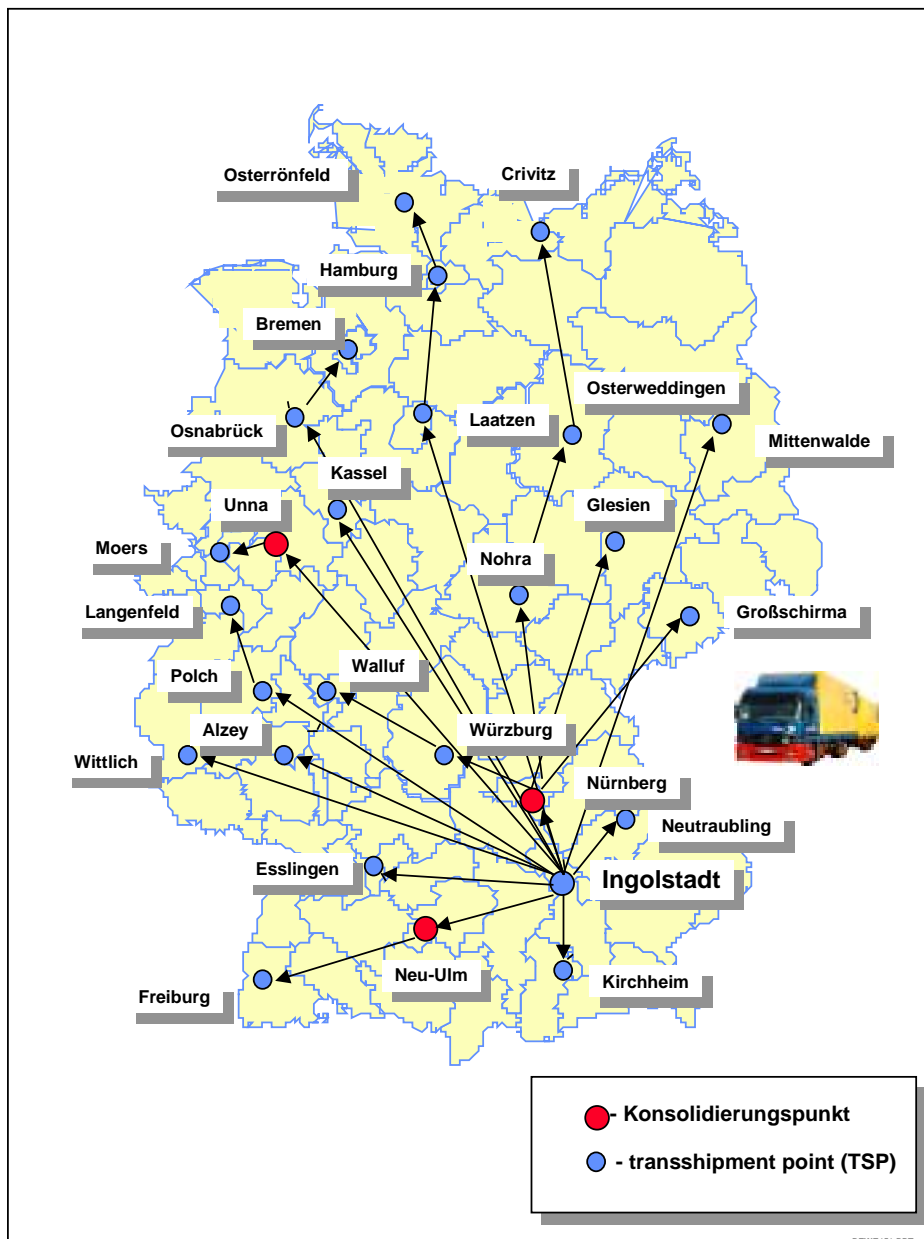 Osterrönfeld
Crivitz
Hamburg
Bremen
Osterweddingen
Osnabrück
Laatzen
Mittenwalde
Kassel
Unna
Glesien
Moers
Nohra
Langenfeld
Großschirma
Walluf
Polch
Alzey
Würzburg
Wittlich
Nürnberg
Neutraubling
Esslingen
Ingolstadt
Neu-Ulm
Kirchheim
Freiburg
- Konsolidierungspunkt
- transshipment point (TSP)